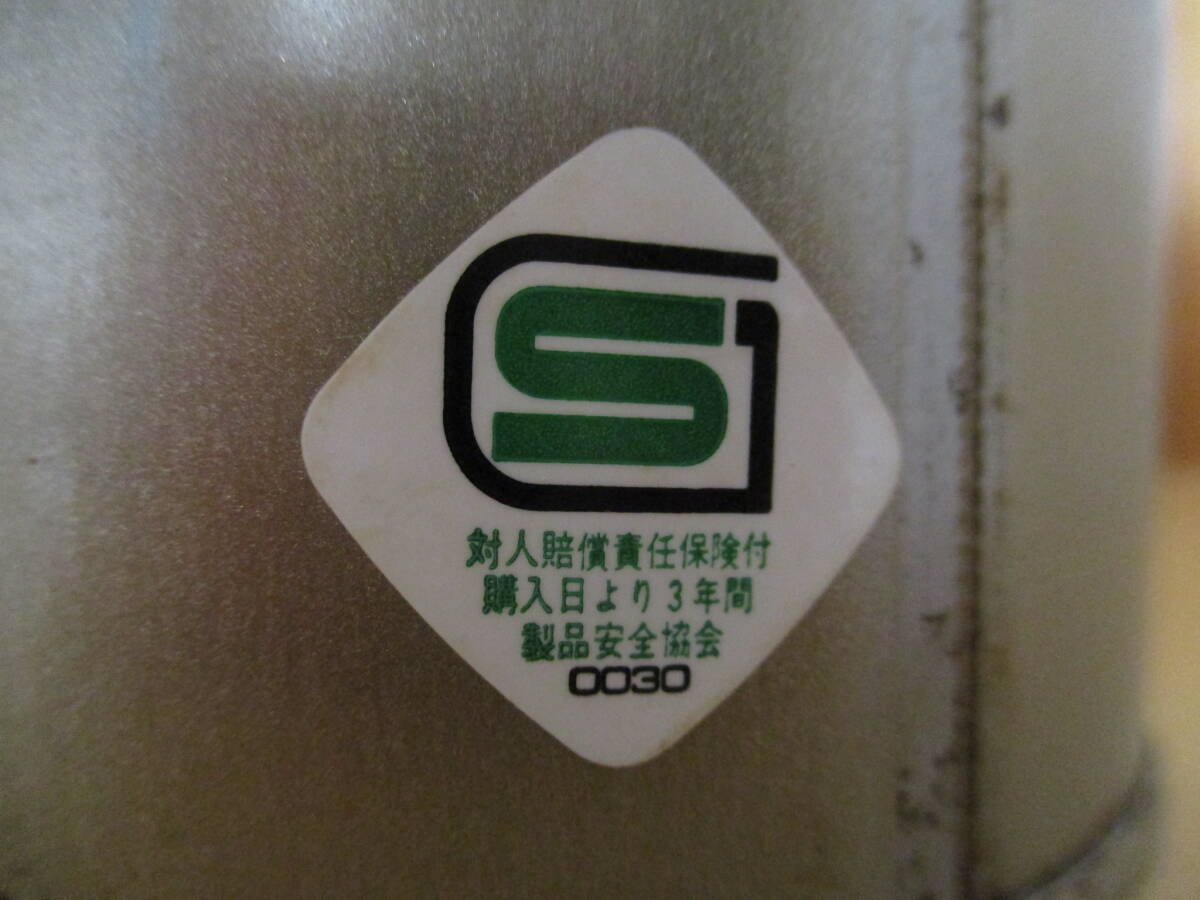 SG
対人賠償責任保険付
購入日より3年間
製品安全協会
0030